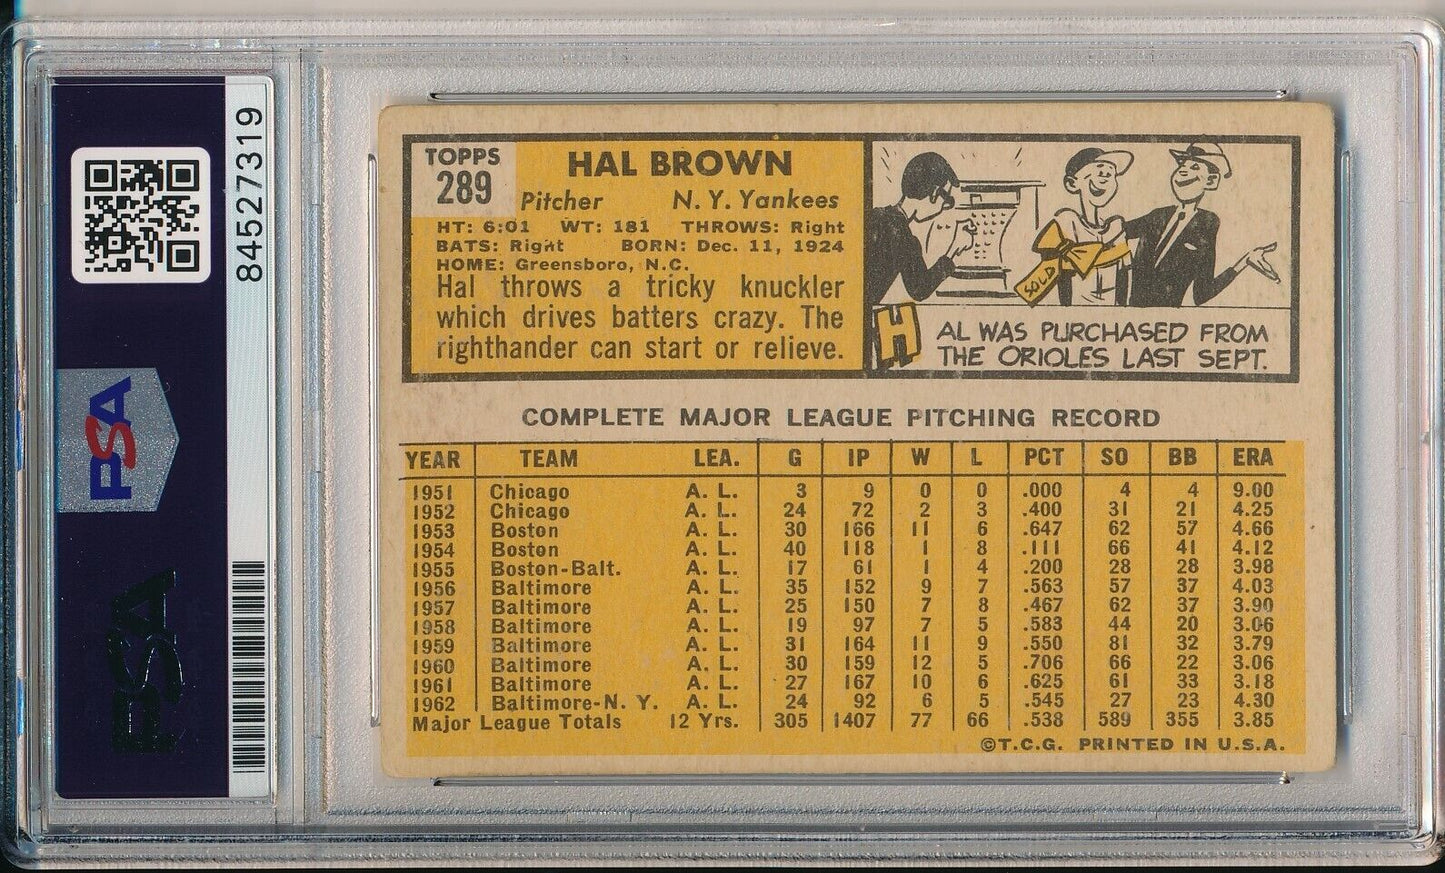 84527319
PSA
PSA
TOPPS
289
HAL BROWN
Pitcher N. Y. Yankees
HT: 6:01 WT: 181 THROWS: Right
BATS: Right BORN: Dec. 11, 1924
HOME: Greensboro, N.C.
Hal throws a tricky knuckler
which drives batters crazy. The
righthander can start or relieve.
SOLD
HAL WAS PURCHASED FROM
THE ORIOLES LAST SEPT.
COMPLETE MAJOR LEAGUE PITCHING RECORD
YEAR TEAM LEA. G IP W L PCT SO BB ERA
1951 Chicago A. L. 3 9 0 0 .000 4 4 9.00
1952 Chicago A. L. 24 72 2 3 .400 31 21 4.25
1953 Boston A. L. 30 166 11 6 .647 62 57 4.66
1954 Boston A. L. 40 118 1 8 .111 66 41 4.12
1955 Boston-Balt. A. L. 17 61 1 4 .200 28 28 3.98
1956 Baltimore A. L. 35 152 9 7 .563 57 37 4.03
1957 Baltimore A. L. 25 150 7 8 .467 62 37 3.90
1958 Baltimore A. L. 19 97 7 5 .583 44 20 3.06
1959 Baltimore A. L. 31 164 11 9 .550 81 32 3.79
1960 Baltimore A. L. 30 159 12 5 .706 66 22 3.06
1961 Baltimore A. L. 27 167 10 6 .625 61 33 3.18
1962 Baltimore-N. Y. A. L. 24 92 6 5 .545 27 23 4.30
Major League Totals 12 Yrs. 305 1407 77 66 .538 589 355 3.85
©T.C.G. PRINTED IN U.S.A.